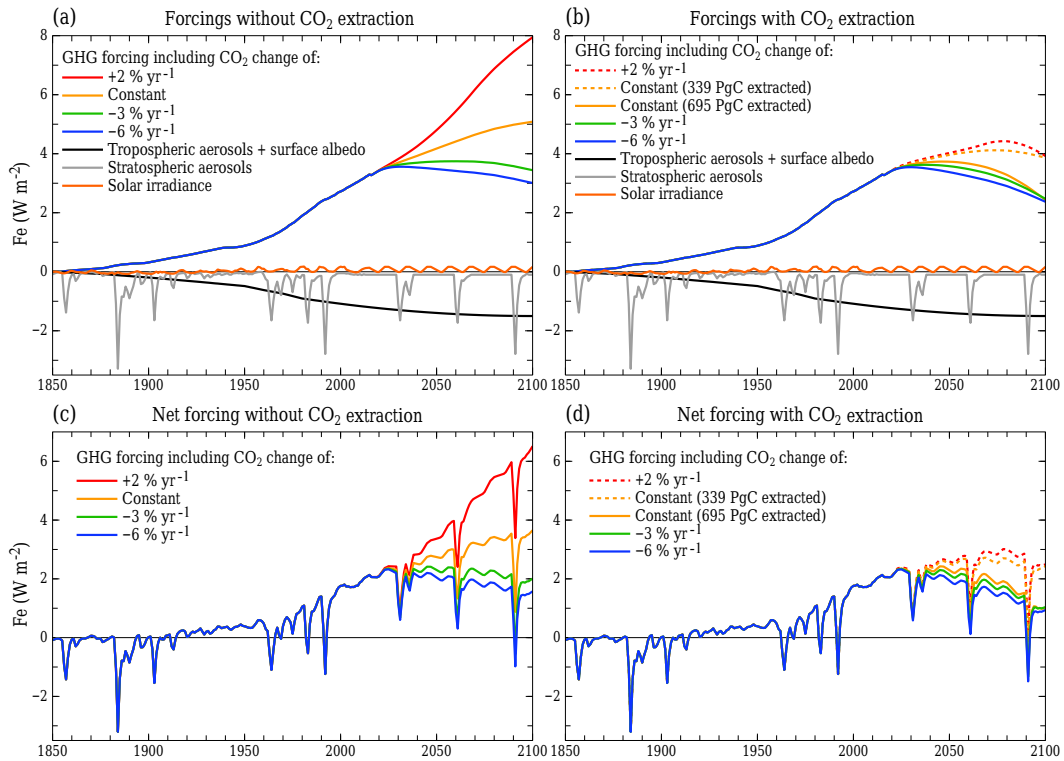 (a) Forcings without CO₂ extraction
GHG forcing including CO₂ change of:
+2 % yr⁻¹
Constant
−3 % yr⁻¹
−6 % yr⁻¹
Tropospheric aerosols + surface albedo
Stratospheric aerosols
Solar irradiance
Fe (W m⁻²)
8
6
4
2
0
−2
1850 1900 1950 2000 2050 2100
(b) Forcings with CO₂ extraction
GHG forcing including CO₂ change of:
+2 % yr⁻¹
Constant (339 PgC extracted)
Constant (695 PgC extracted)
−3 % yr⁻¹
−6 % yr⁻¹
Tropospheric aerosols + surface albedo
Stratospheric aerosols
Solar irradiance
8
6
4
2
0
−2
1850 1900 1950 2000 2050 2100
(c) Net forcing without CO₂ extraction
GHG forcing including CO₂ change of:
+2 % yr⁻¹
Constant
−3 % yr⁻¹
−6 % yr⁻¹
Fe (W m⁻²)
6
4
2
0
−2
1850 1900 1950 2000 2050 2100
(d) Net forcing with CO₂ extraction
GHG forcing including CO₂ change of:
+2 % yr⁻¹
Constant (339 PgC extracted)
Constant (695 PgC extracted)
−3 % yr⁻¹
−6 % yr⁻¹
6
4
2
0
−2
1850 1900 1950 2000 2050 2100